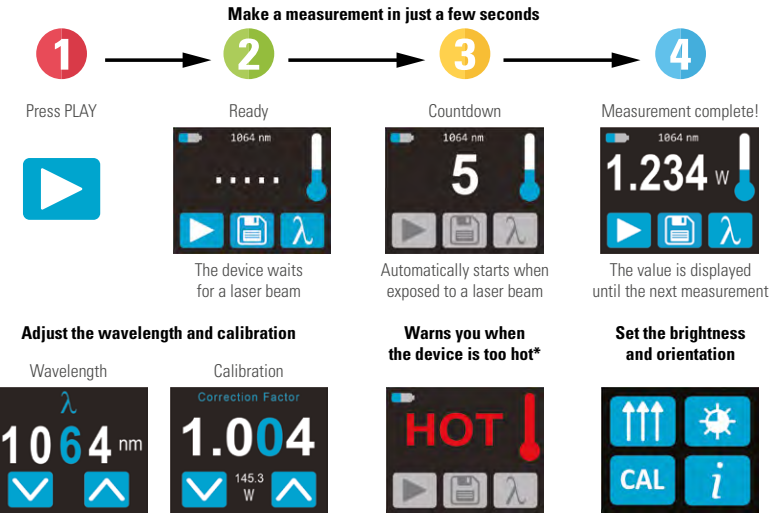 Make a measurement in just a few seconds
1
2
3
4
Press PLAY
Ready
Countdown
Measurement complete!
1064 nm
.....
λ
1064 nm
5
λ
1064 nm
1.234 W
λ
The device waits
for a laser beam
Automatically starts when
exposed to a laser beam
The value is displayed
until the next measurement
Adjust the wavelength and calibration
Warns you when
the device is too hot*
Set the brightness
and orientation
Wavelength
Calibration
λ
1064 nm
Correction Factor
1.004
145.3
W
HOT
λ
CAL
i